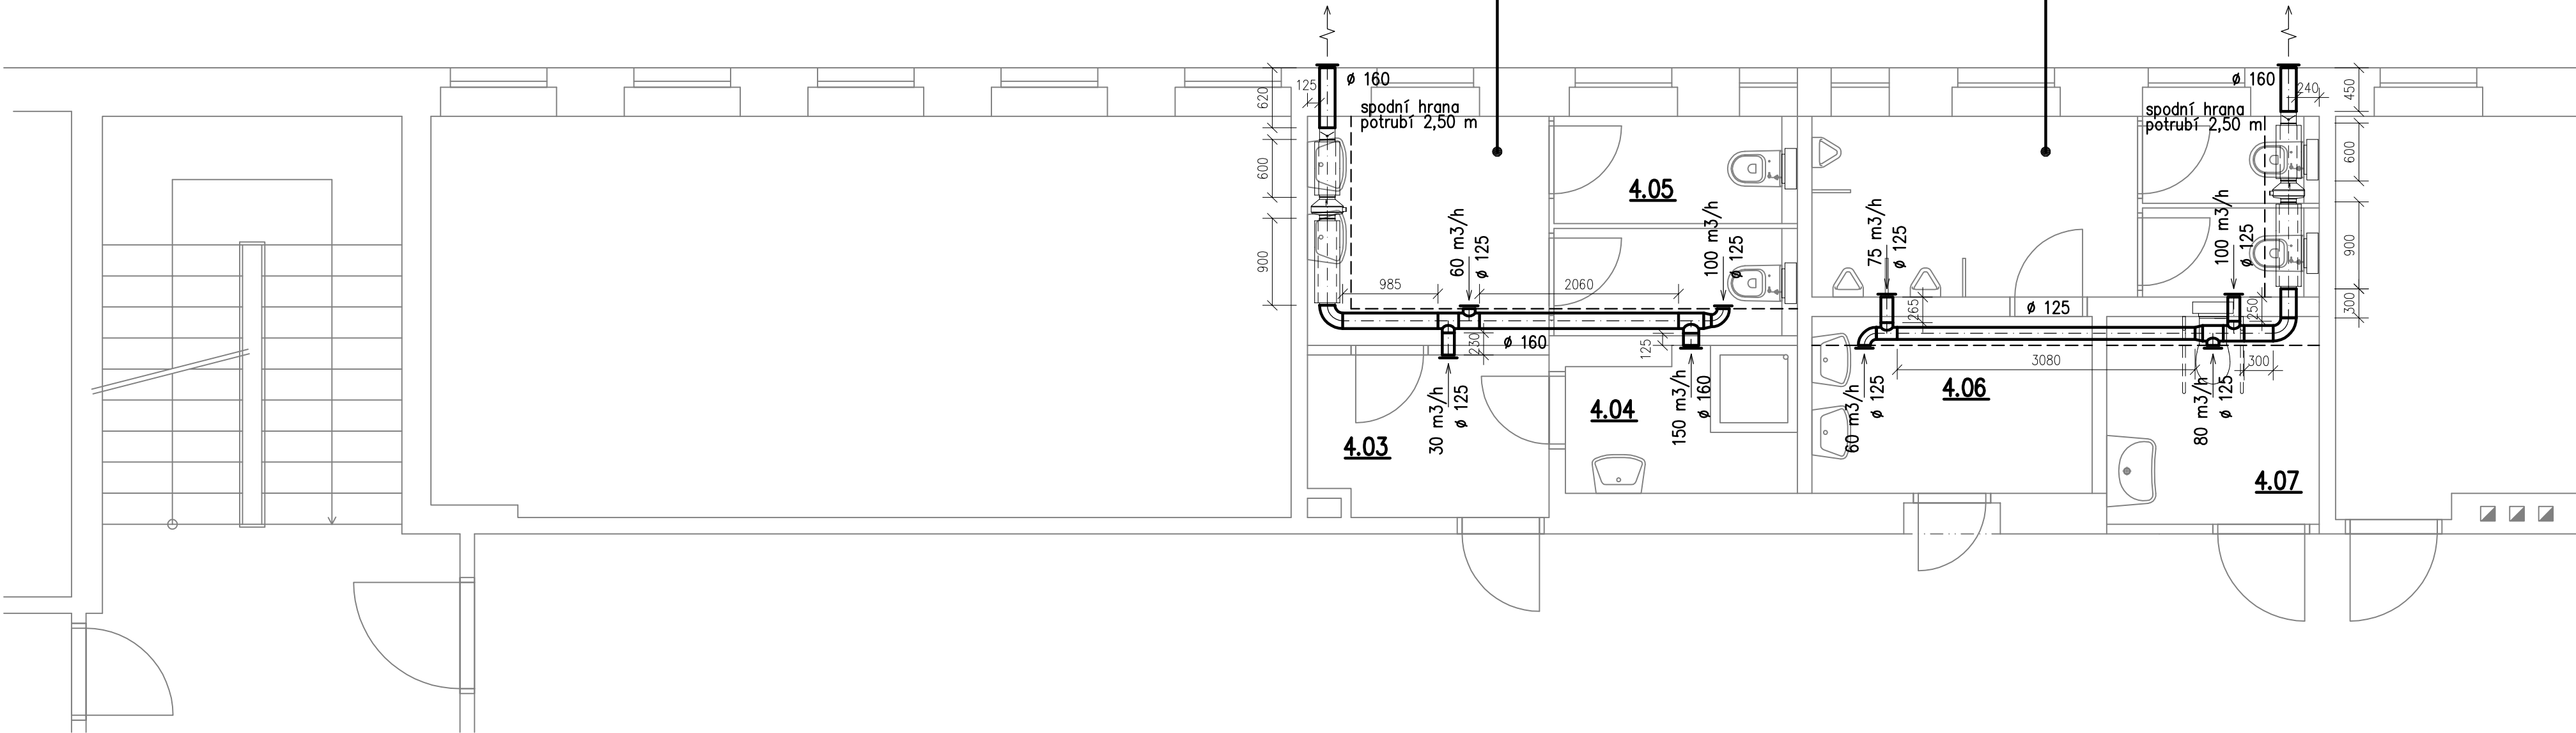 ø 160
spodní hrana
potrubí 2,50 m
620
125
600
900
985
60 m3/h
ø 125
2060
100 m3/h
ø 125
230
ø 160
125
30 m3/h
ø 125
150 m3/h
ø 160
4.03
4.04
4.05
ø 160
240
450
spodní hrana
potrubí 2,50 m
600
900
300
75 m3/h
ø 125
100 m3/h
ø 125
265
ø 125
250
3080
300
60 m3/h
ø 125
80 m3/h
ø 125
4.06
4.07